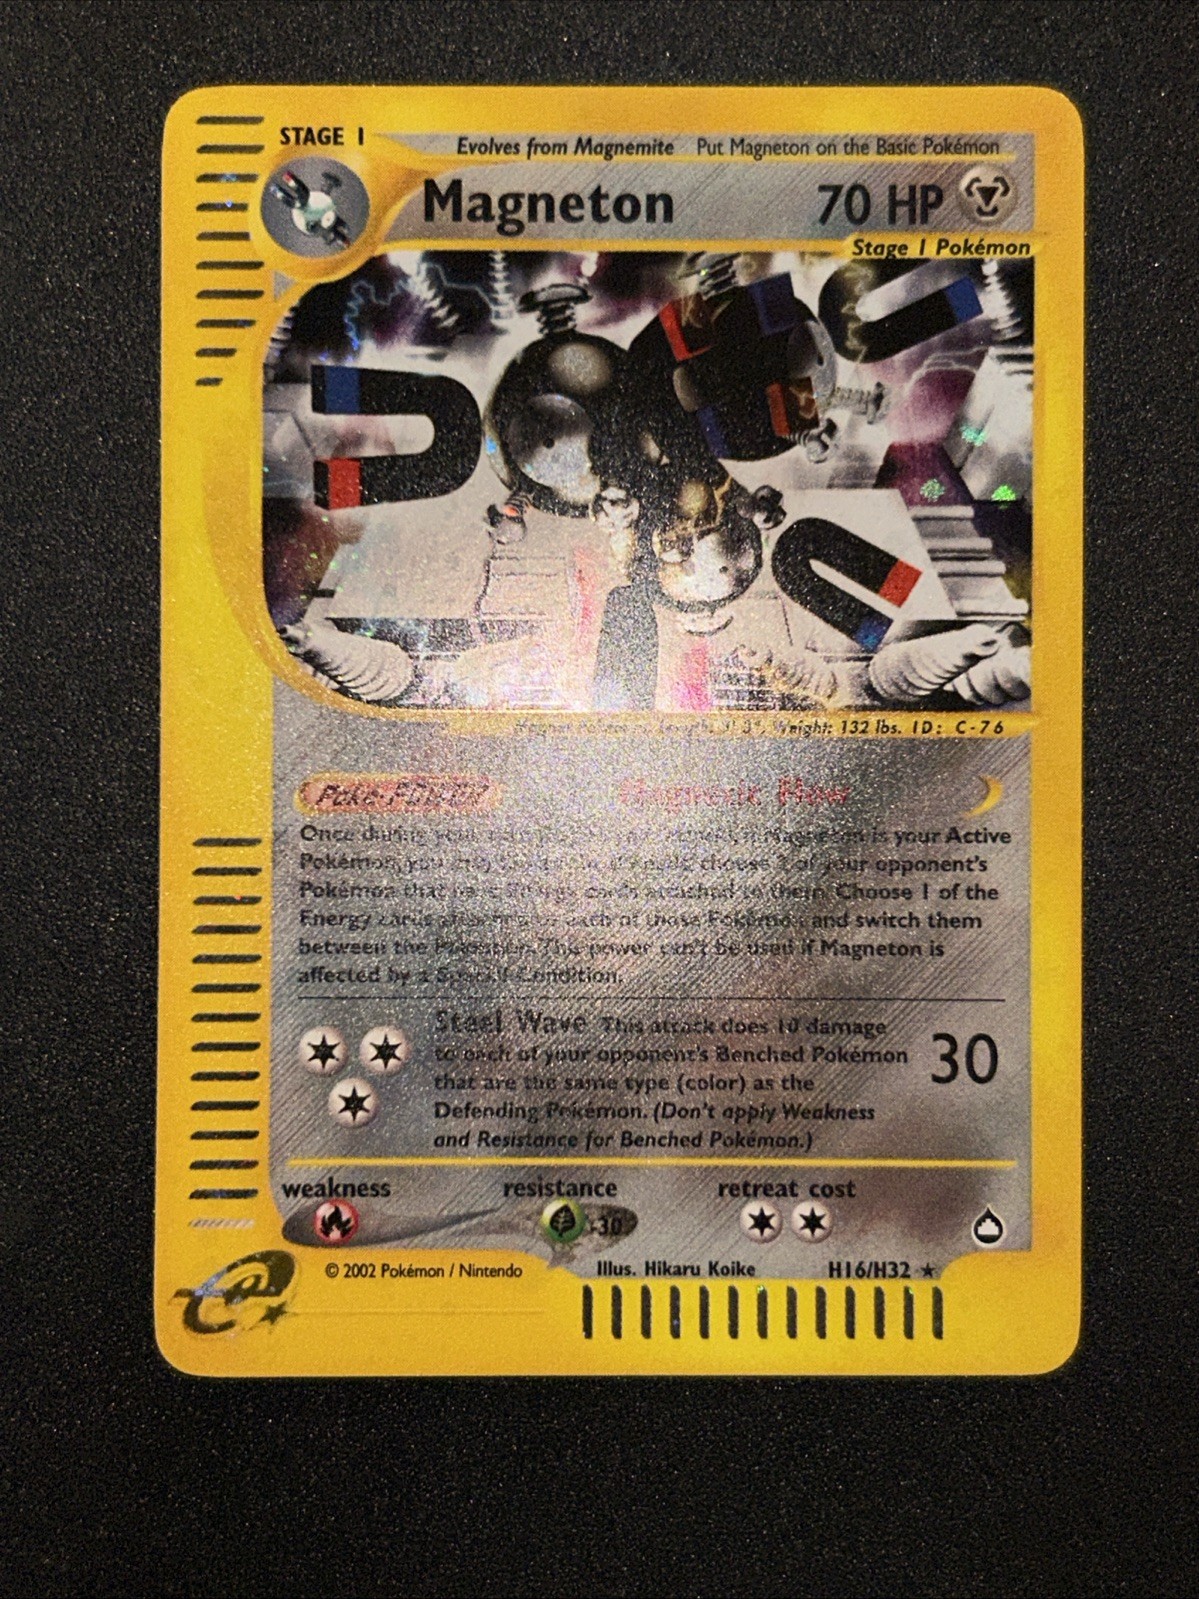 STAGE 1
Evolves from Magnemite Put Magneton on the Basic Pokémon
Magneton 70 HP
Stage 1 Pokémon
Weight: 132 lbs. ID: C-76
Poké-POWER Magnetic Flow
Once during your Magneton is your Active
Pokémon, you may choose 2 of your opponent's
Pokémon that have Energy cards attached to them. Choose 1 of the
Energy cards attached to each of those Pokémon and switch them
between the Pokémon. This power can't be used if Magneton is
affected by a Special Condition.
Steel Wave This attack does 10 damage
to each of your opponent's Benched Pokémon
that are the same type (color) as the
Defending Pokémon. (Don't apply Weakness
and Resistance for Benched Pokémon.)
30
weakness resistance retreat cost
-30
© 2002 Pokémon / Nintendo Illus. Hikaru Koike H16/H32 ★
e